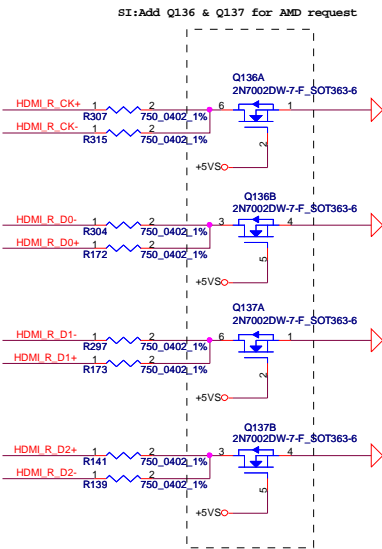 SI:Add Q136 & Q137 for AMD request
Q136A
2N7002DW-7-F_SOT363-6
HDMI_R_CK+ 1 2 6 1
R307 750_0402_1%
HDMI_R_CK- 1 2
R315 750_0402_1%
2
+5VS
Q136B
2N7002DW-7-F_SOT363-6
HDMI_R_D0- 1 2 3 4
R304 750_0402_1%
HDMI_R_D0+ 1 2
R172 750_0402_1%
5
+5VS
Q137A
2N7002DW-7-F_SOT363-6
HDMI_R_D1- 1 2 6 1
R297 750_0402_1%
HDMI_R_D1+ 1 2
R173 750_0402_1%
2
+5VS
Q137B
2N7002DW-7-F_SOT363-6
HDMI_R_D2+ 1 2 3 4
R141 750_0402_1%
HDMI_R_D2- 1 2
R139 750_0402_1%
5
+5VS